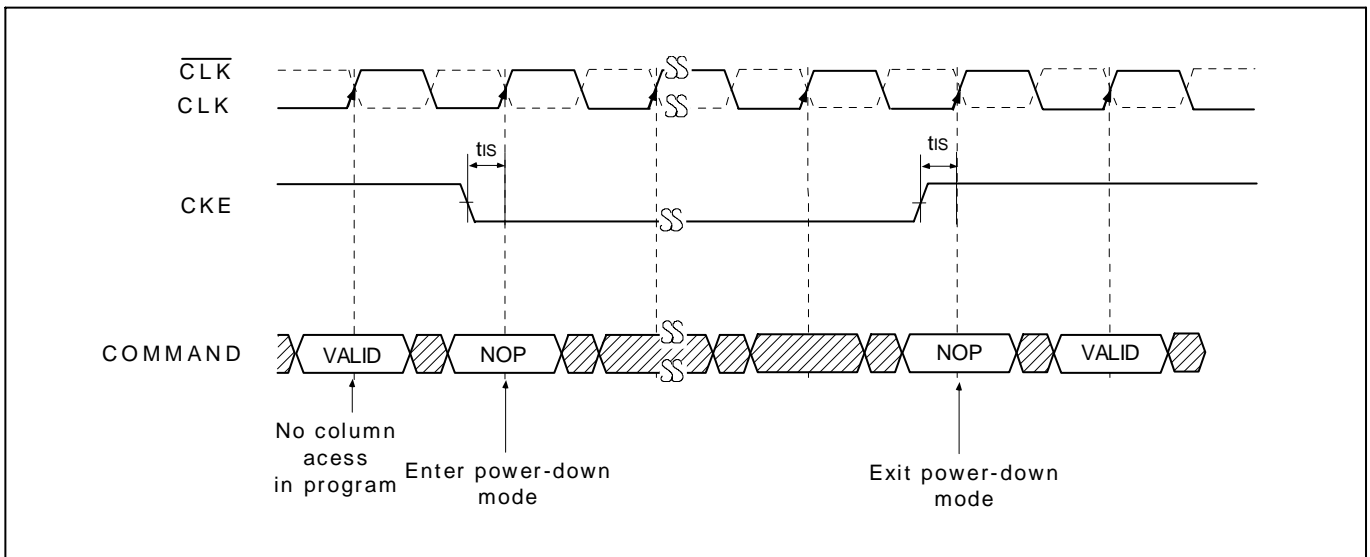 CLK
CLK
tIS
tIS
CKE
COMMAND
VALID
NOP
NOP
VALID
No column
acess
in program
Enter power-down
mode
Exit power-down
mode